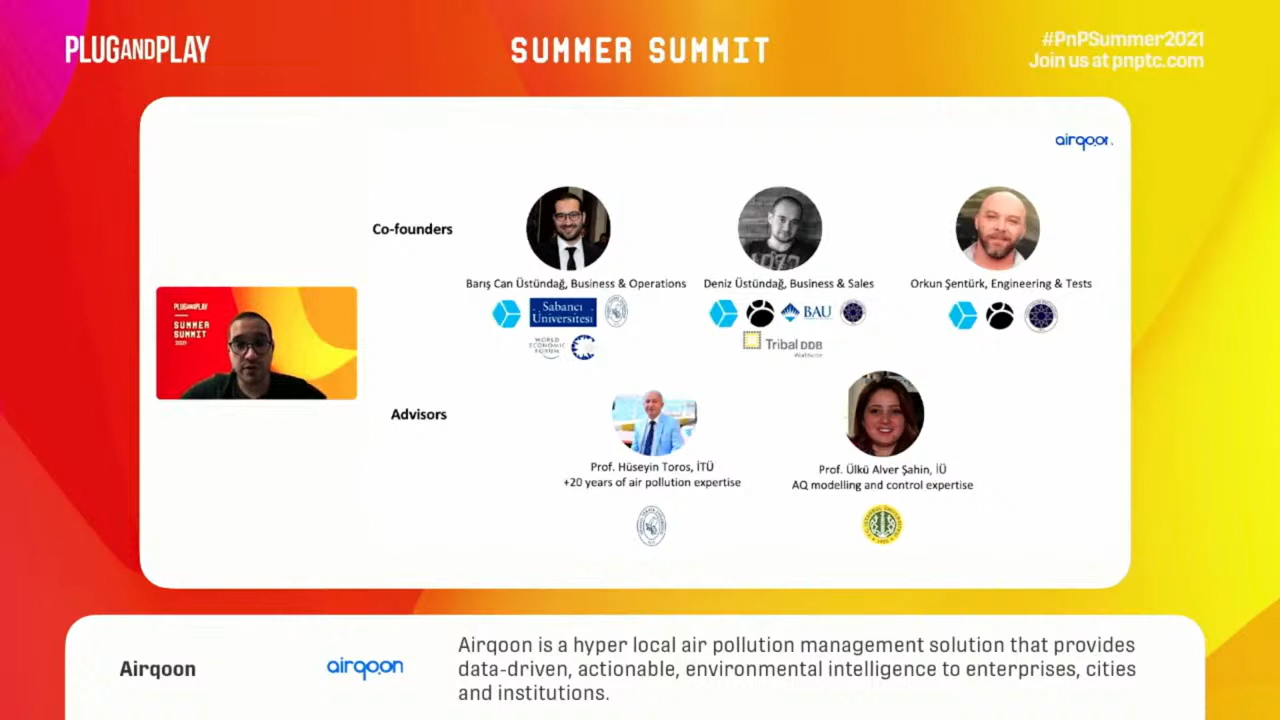 PLUGANDPLAY
SUMMER SUMMIT
#PnPSummer2021
Join us at pnptc.com
airqoon
Co-founders
Barış Can Üstündağ, Business & Operations
Deniz Üstündağ, Business & Sales
Orkun Şentürk, Engineering & Tests
Sabancı
Üniversitesi
BAU
WORLD
ECONOMIC
FORUM
Tribal DDB
Worldwide
PLUGANDPLAY
SUMMER
SUMMIT
2021
Advisors
Prof. Hüseyin Toros, İTÜ
+20 years of air pollution expertise
Prof. Ülkü Alver Şahin, İÜ
AQ modelling and control expertise
Airqoon
airqoon
Airqoon is a hyper local air pollution management solution that provides
data-driven, actionable, environmental intelligence to enterprises, cities
and institutions.